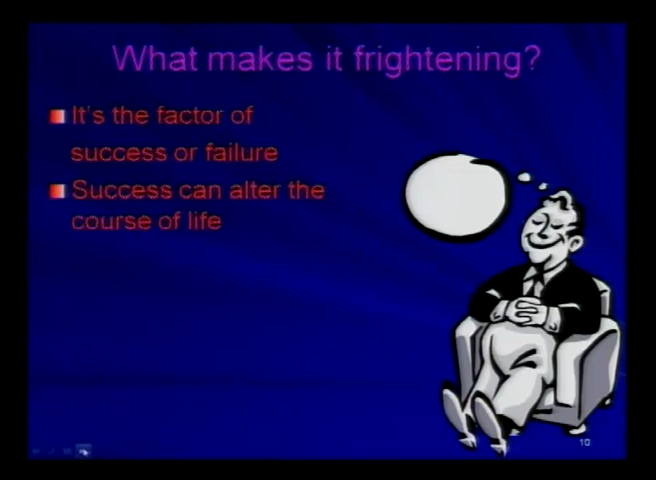 What makes it frightening?
It's the factor of
success or failure
Success can alter the
course of life
10